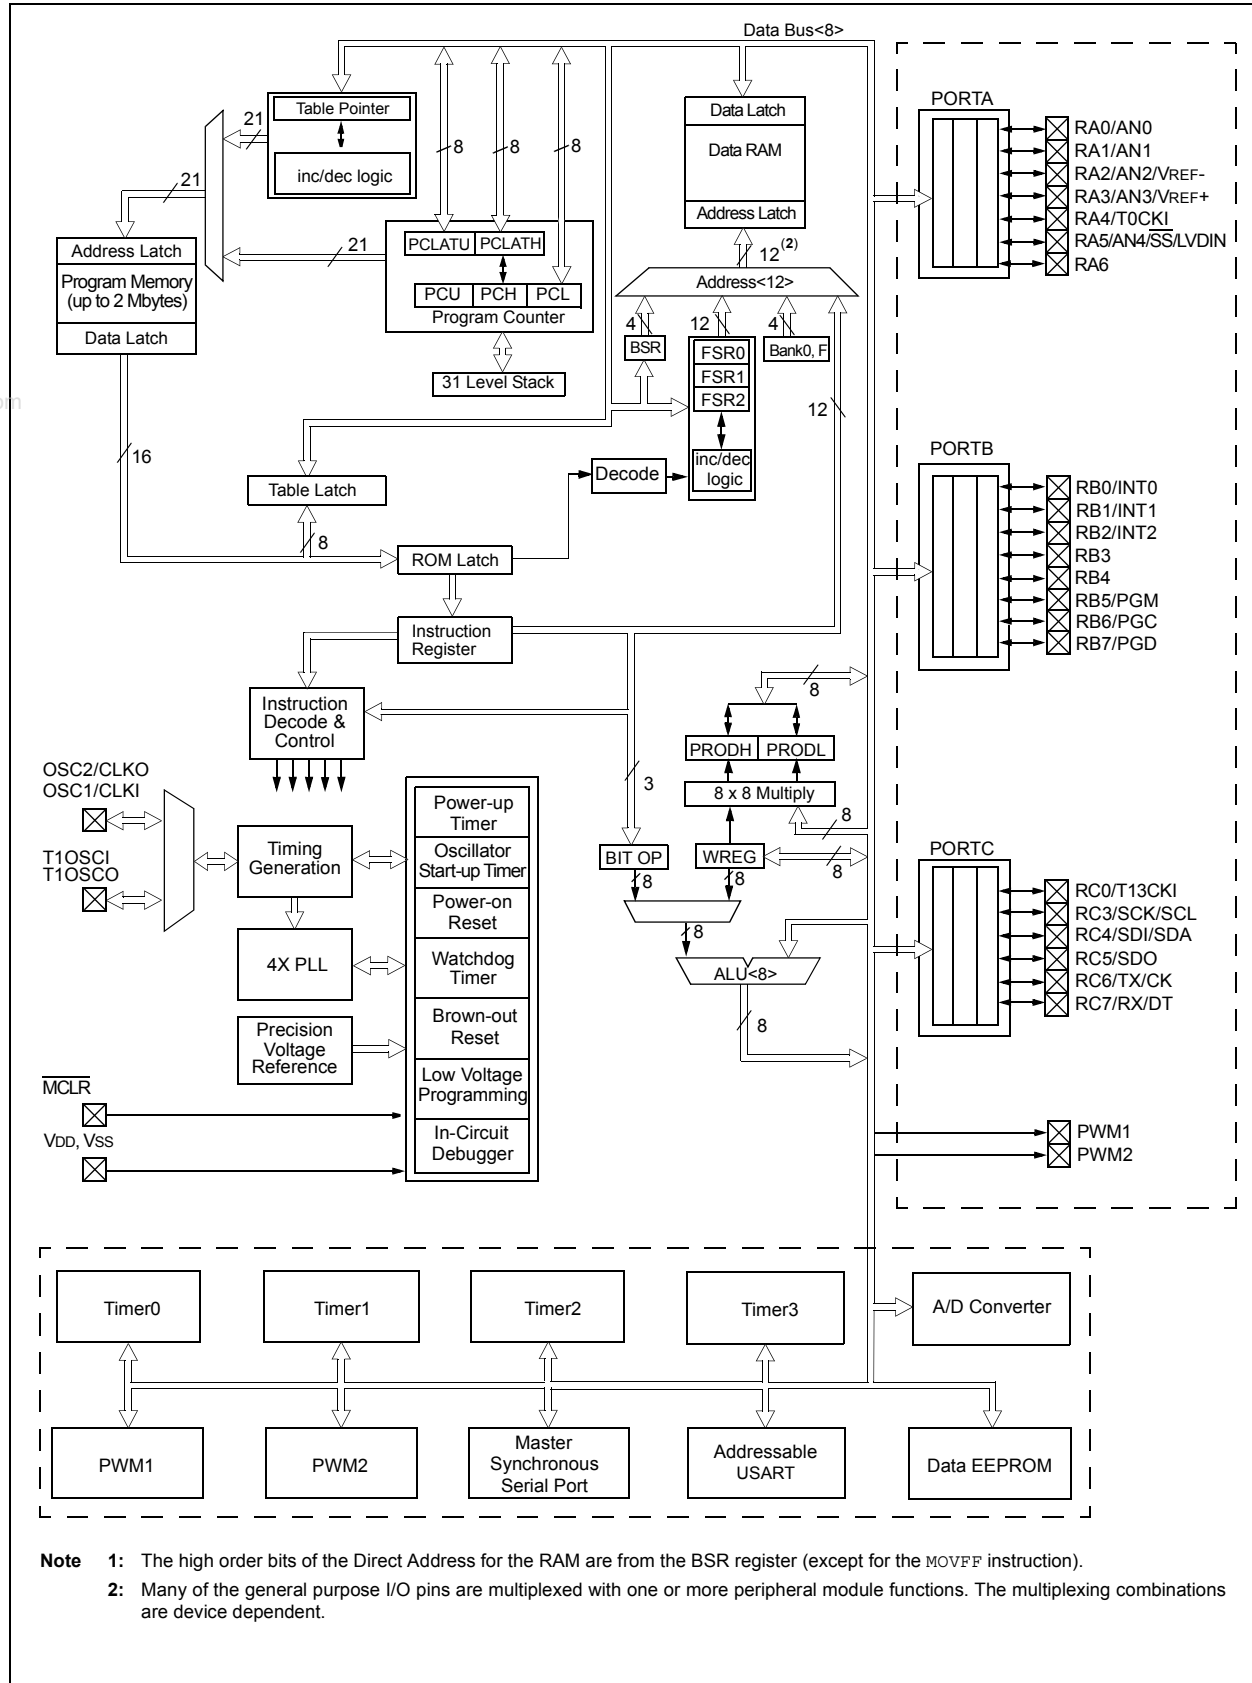 Data Bus<8>
21
Table Pointer
inc/dec logic
21
8
8
8
Data Latch
Data RAM
Address Latch
12(2)
Address<12>
PORTA
RA0/AN0
RA1/AN1
RA2/AN2/VREF-
RA3/AN3/VREF+
RA4/T0CKI
RA5/AN4/SS/LVDIN
RA6
Address Latch
Program Memory
(up to 2 Mbytes)
Data Latch
21
PCLATU
PCLATH
PCU
PCH
PCL
Program Counter
31 Level Stack
4
12
4
BSR
FSR0
FSR1
FSR2
Bank0, F
inc/dec
logic
12
om
16
Table Latch
8
Decode
ROM Latch
Instruction
Register
PORTB
RB0/INT0
RB1/INT1
RB2/INT2
RB3
RB4
RB5/PGM
RB6/PGC
RB7/PGD
Instruction
Decode &
Control
8
PRODH
PRODL
8 x 8 Multiply
3
8
BIT OP
WREG
8
8
8
8
ALU<8>
8
OSC2/CLKO
OSC1/CLKI
T1OSCI
T1OSCO
Timing
Generation
4X PLL
Precision
Voltage
Reference
MCLR
VDD, VSS
Power-up
Timer
Oscillator
Start-up Timer
Power-on
Reset
Watchdog
Timer
Brown-out
Reset
Low Voltage
Programming
In-Circuit
Debugger
PORTC
RC0/T13CKI
RC3/SCK/SCL
RC4/SDI/SDA
RC5/SDO
RC6/TX/CK
RC7/RX/DT
PWM1
PWM2
Timer0
Timer1
Timer2
Timer3
A/D Converter
PWM1
PWM2
Master
Synchronous
Serial Port
Addressable
USART
Data EEPROM
Note 1: The high order bits of the Direct Address for the RAM are from the BSR register (except for the MOVFF instruction).
2: Many of the general purpose I/O pins are multiplexed with one or more peripheral module functions. The multiplexing combinations
are device dependent.